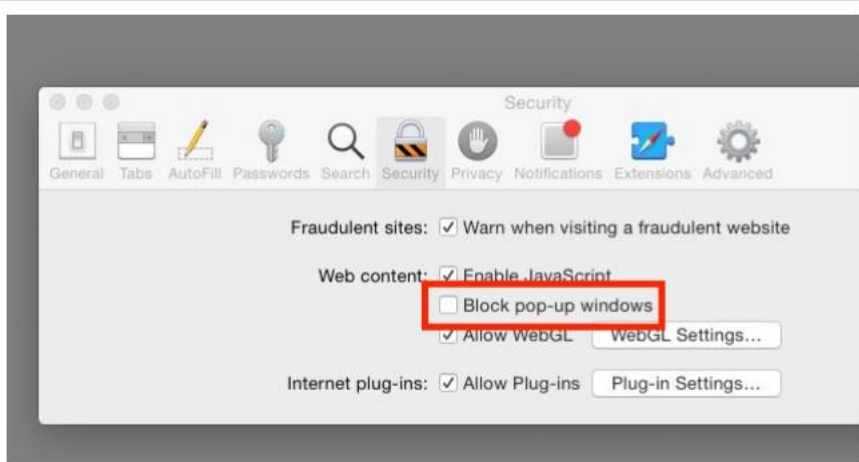 Security
General Tabs AutoFill Passwords Search Security Privacy Notifications Extensions Advanced
Fraudulent sites: Warn when visiting a fraudulent website
Web content: Enable JavaScript
Block pop-up windows
Allow WebGL WebGL Settings...
Internet plug-ins: Allow Plug-ins Plug-in Settings...